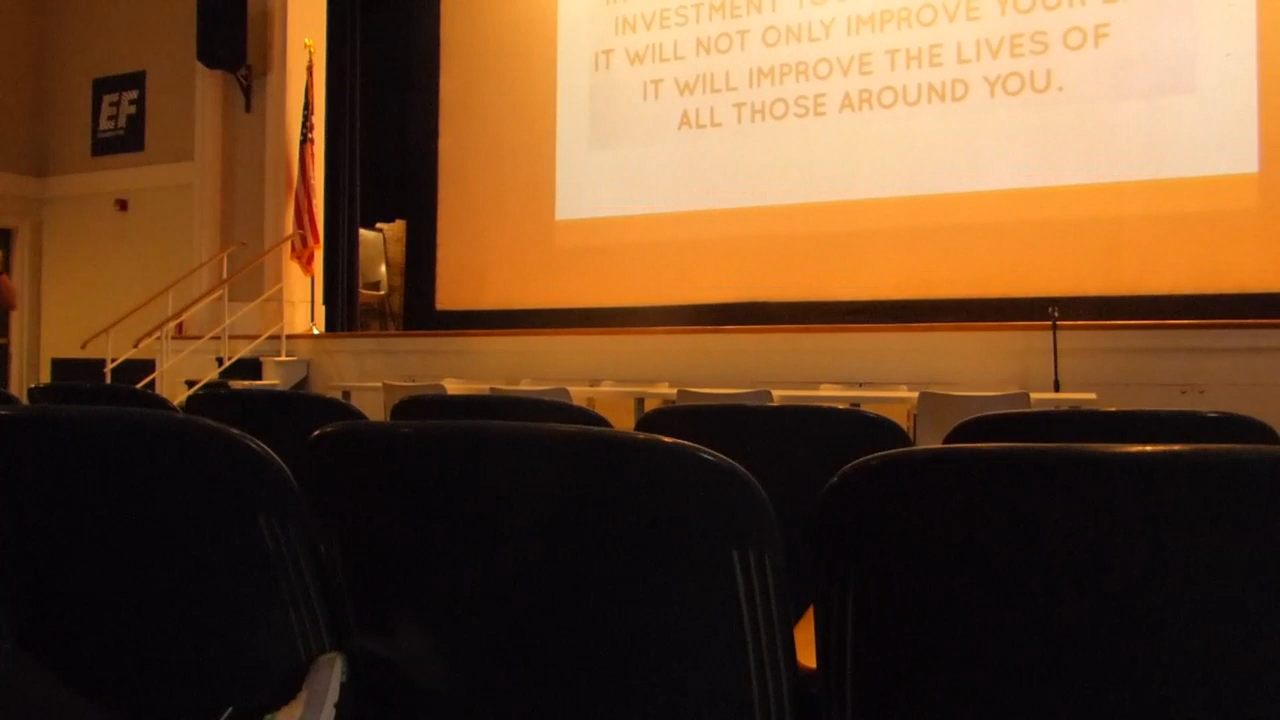 EF
INVESTMENT
IT WILL NOT ONLY IMPROVE YOUR
IT WILL IMPROVE THE LIVES OF
ALL THOSE AROUND YOU.